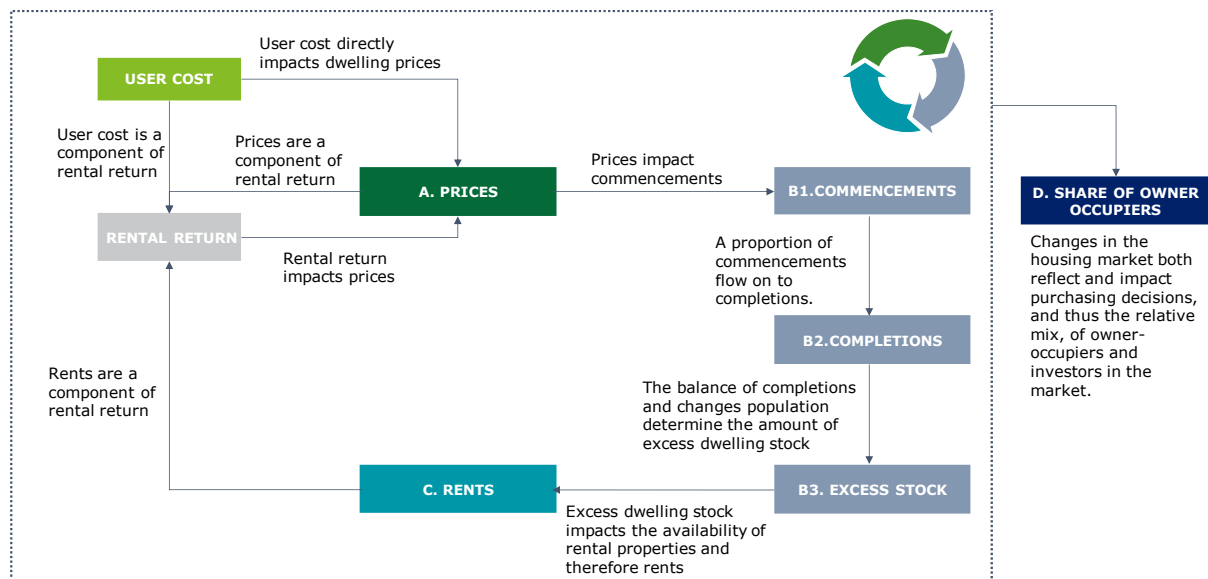 User cost directly
impacts dwelling prices
USER COST
User cost is a
component of
rental return
Prices are a
component of
rental return
A. PRICES
Prices impact
commencements
B1.COMMENCEMENTS
D. SHARE OF OWNER
OCCUPIERS
RENTAL RETURN
Rental return
impacts prices
A proportion of
commencements
flow on to
completions.
Changes in the
housing market both
reflect and impact
purchasing decisions,
and thus the relative
mix, of owner-
occupiers and
investors in the
market.
B2.COMPLETIONS
Rents are a
component of
rental return
The balance of completions
and changes population
determine the amount of
excess dwelling stock
C. RENTS
B3. EXCESS STOCK
Excess dwelling stock
impacts the availability of
rental properties and
therefore rents